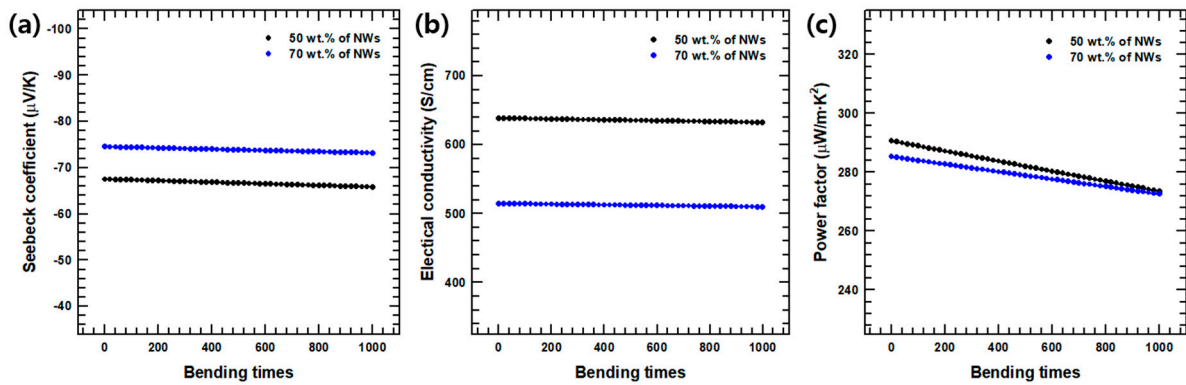 (a)
Seebeck coefficient (μV/K)
-100
-90
-80
-70
-60
-50
-40
50 wt.% of NWs
70 wt.% of NWs
0 200 400 600 800 1000
Bending times
(b)
Electical conductivity (S/cm)
700
600
500
400
50 wt.% of NWs
70 wt.% of NWs
0 200 400 600 800 1000
Bending times
(c)
Power factor (μW/m·K²)
320
300
280
260
240
50 wt.% of NWs
70 wt.% of NWs
0 200 400 600 800 1000
Bending times